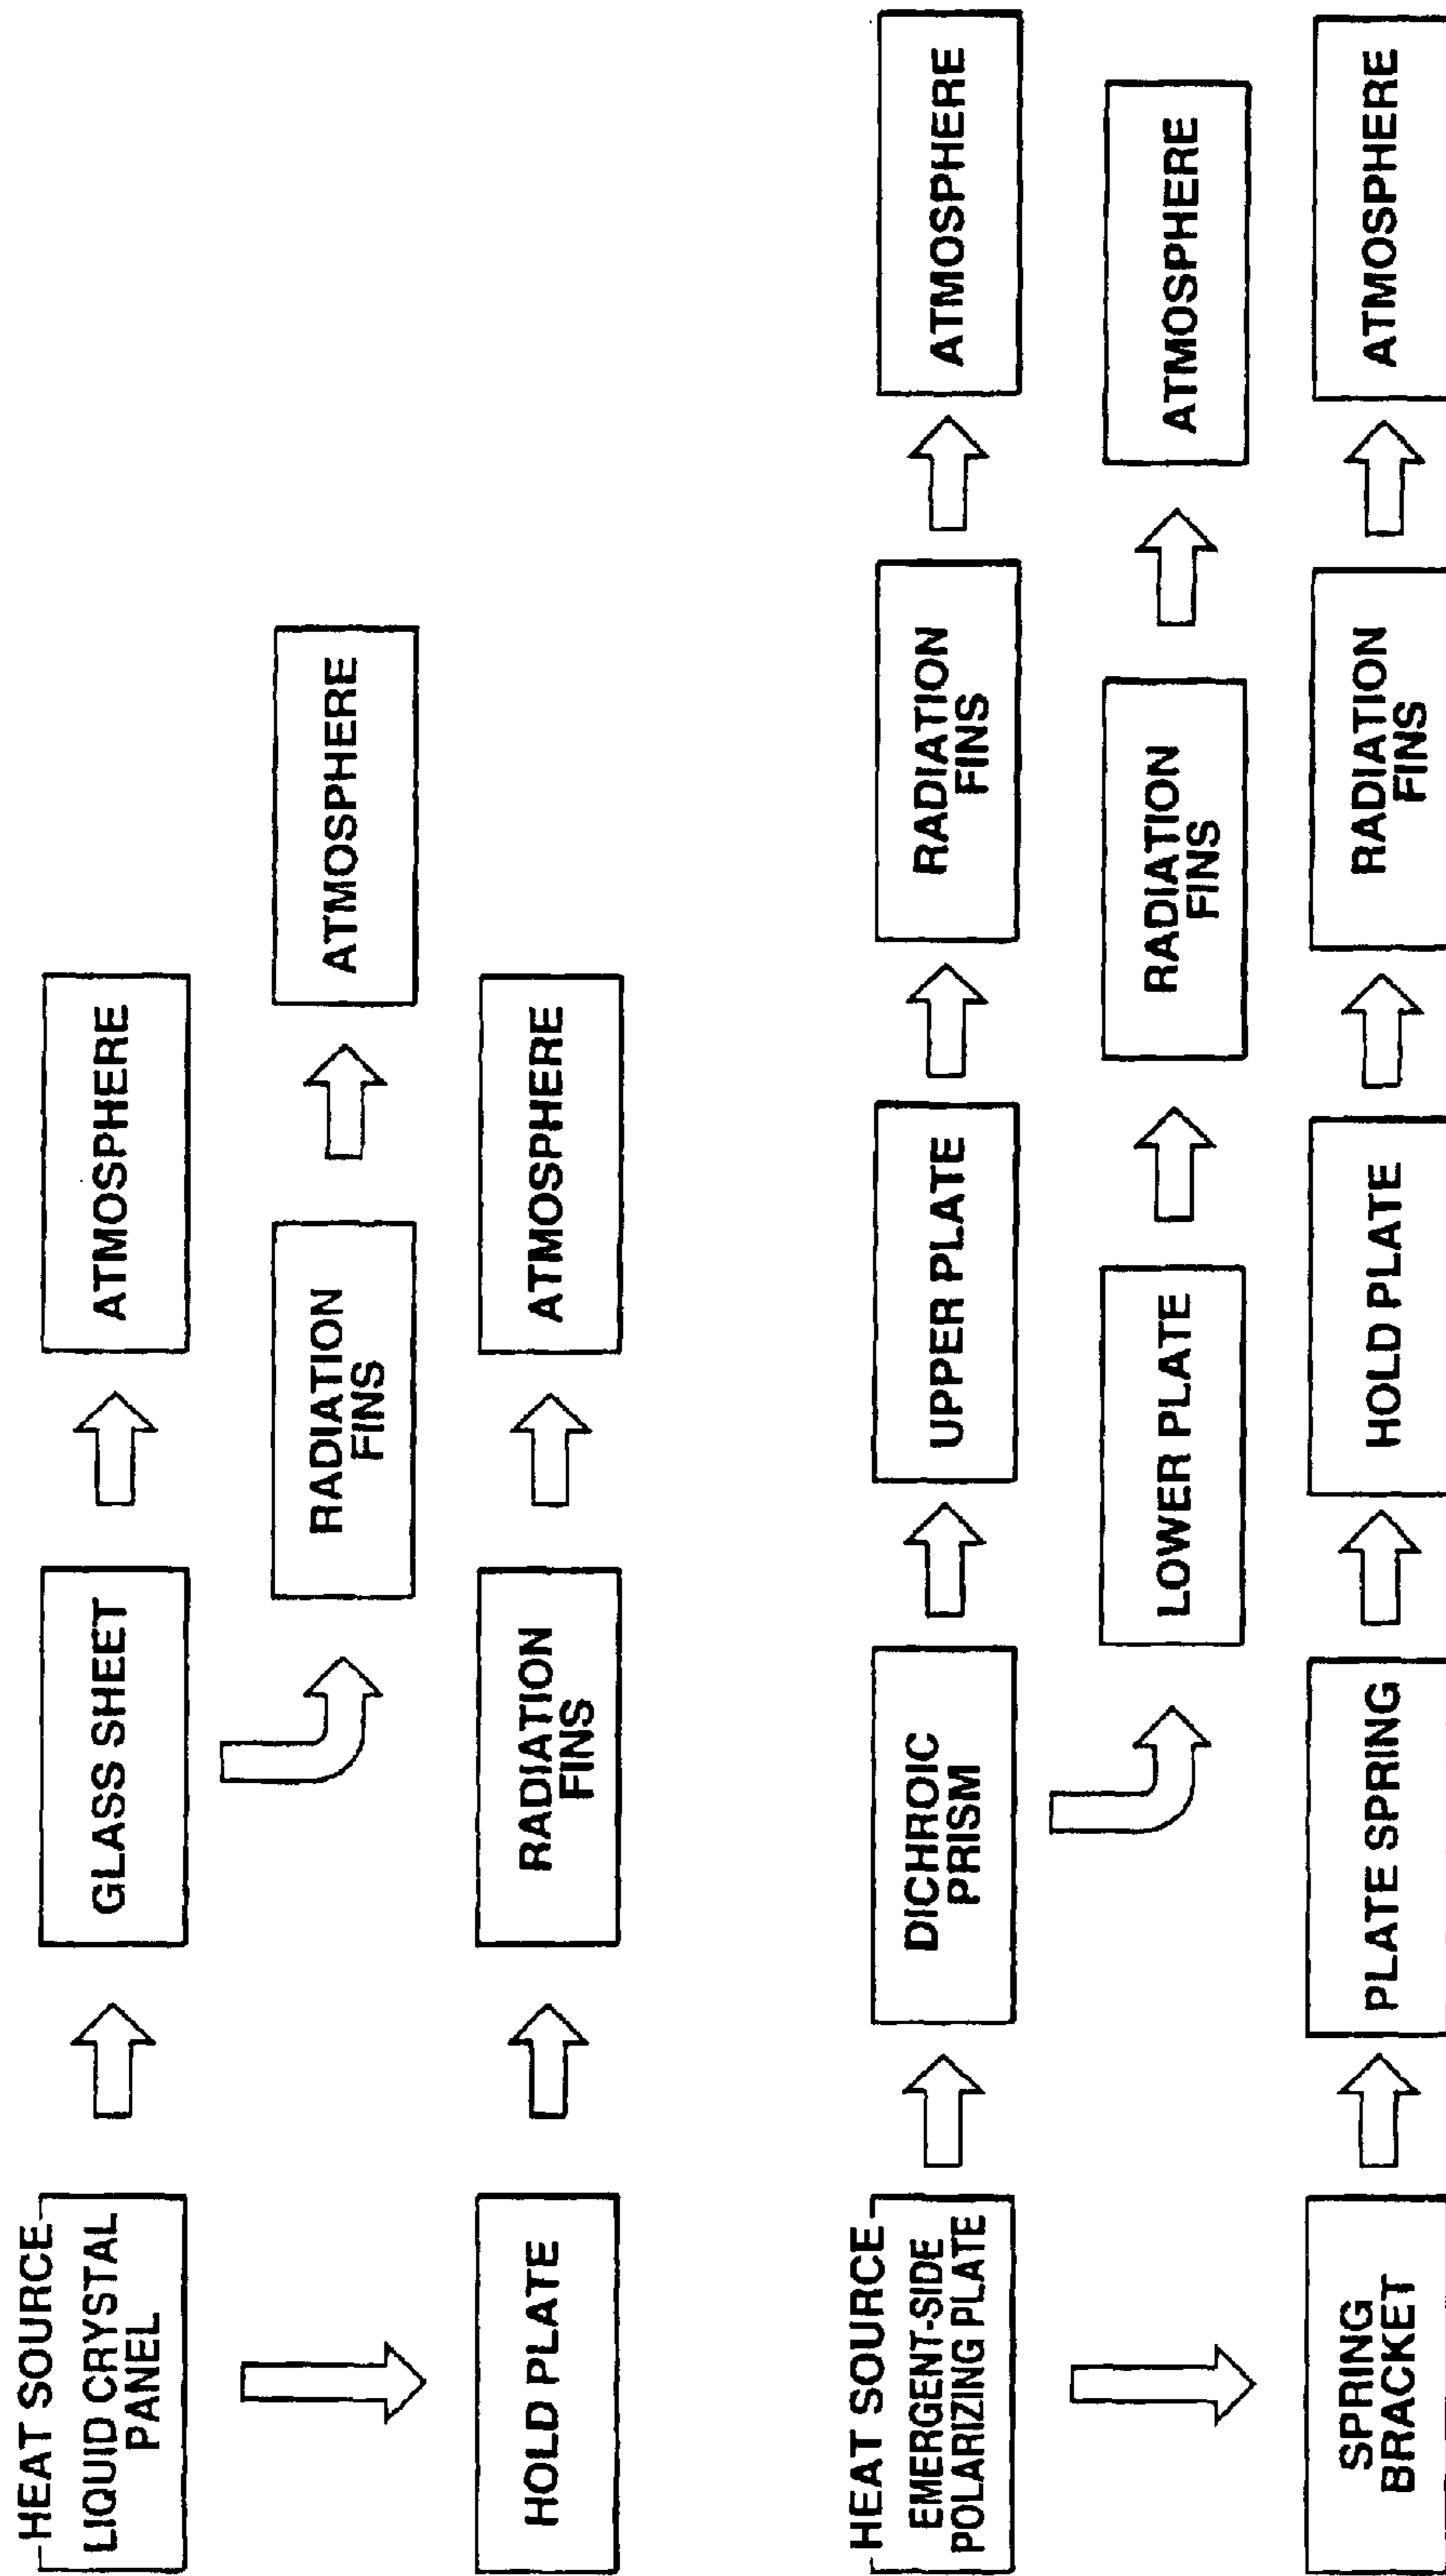 HEAT SOURCE
LIQUID CRYSTAL
PANEL
GLASS SHEET
ATMOSPHERE
RADIATION
FINS
ATMOSPHERE
HOLD PLATE
RADIATION
FINS
ATMOSPHERE
HEAT SOURCE
EMERGENT-SIDE
POLARIZING PLATE
DICHROIC
PRISM
UPPER PLATE
RADIATION
FINS
ATMOSPHERE
LOWER PLATE
RADIATION
FINS
ATMOSPHERE
SPRING
BRACKET
PLATE SPRING
HOLD PLATE
RADIATION
FINS
ATMOSPHERE